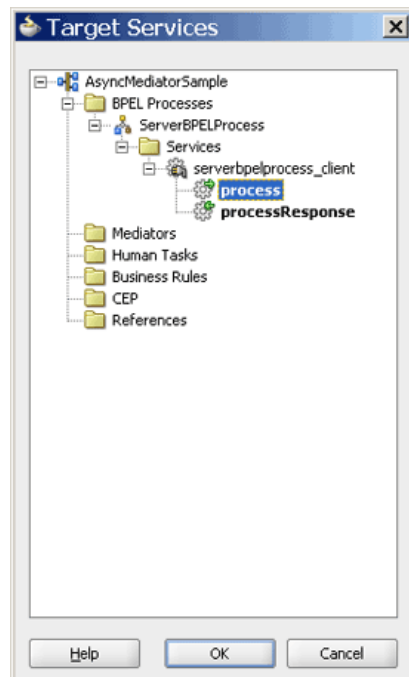 Target Services
AsyncMediatorSample
BPEL Processes
ServerBPELProcess
Services
serverbpelprocess_client
process
processResponse
Mediators
Human Tasks
Business Rules
CEP
References
Help OK Cancel